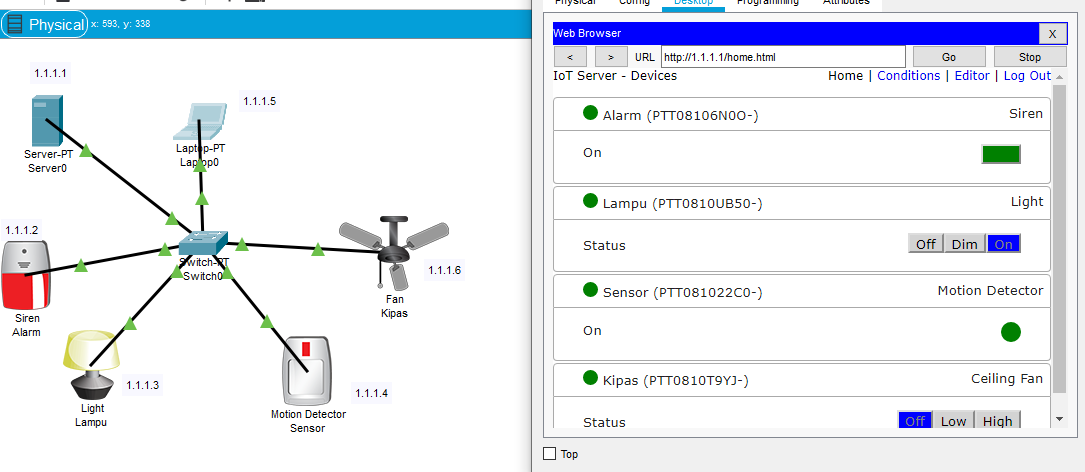 Physical x: 593, y: 338
1.1.1.1
1.1.1.5
Server-PT
Server0
Laptop-PT
Laptop0
1.1.1.2
Switch-PT
Switch0
1.1.1.6
Siren
Alarm
Fan
Kipas
1.1.1.3
1.1.1.4
Light
Lampu
Motion Detector
Sensor
Physical Config Desktop Programming Attributes
Web Browser X
< > URL http://1.1.1.1/home.html Go Stop
IoT Server - Devices Home | Conditions | Editor | Log Out
Alarm (PTT08106N0O-) Siren
On
Lampu (PTT0810UB50-) Light
Status Off Dim On
Sensor (PTT081022C0-) Motion Detector
On
Kipas (PTT0810T9YJ-) Ceiling Fan
Status Off Low High
Top